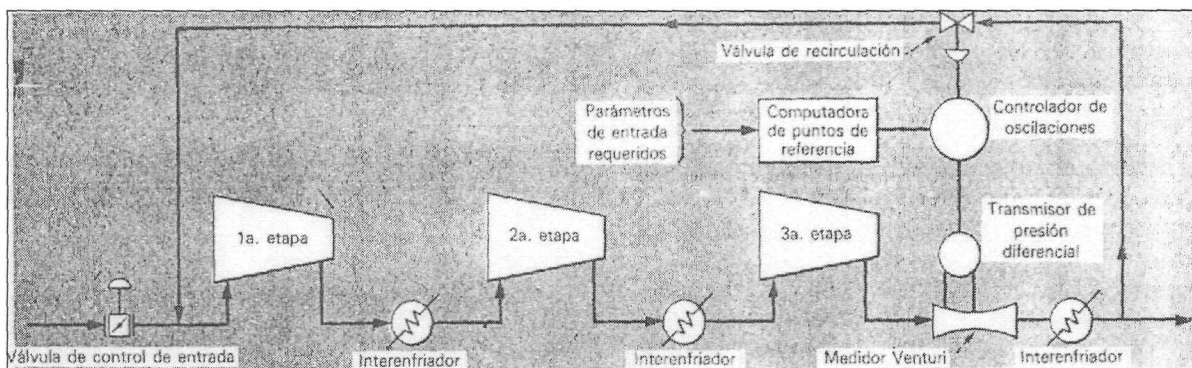 Válvula de recirculación
Parámetros
de entrada
requeridos
Computadora
de puntos de
referencia
Controlador de
oscilaciones
1a. etapa
2a. etapa
3a. etapa
Transmisor de
presión
diferencial
Válvula de control de entrada
Interenfriador
Interenfriador
Medidor Venturi
Interenfriador